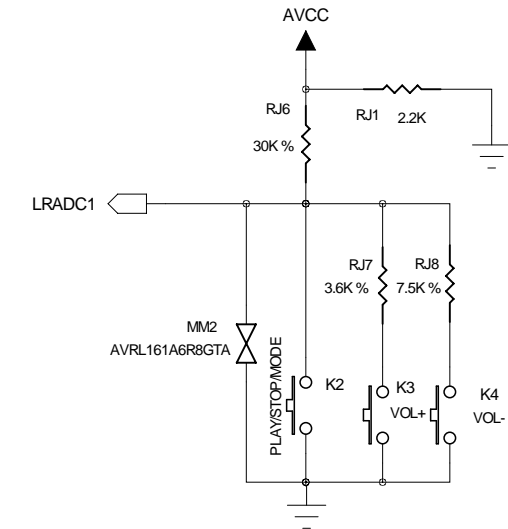 AVCC
RJ6
30K %
RJ1
2.2K
LRADC1
RJ7
3.6K %
RJ8
7.5K %
MM2
AVRL161A6R8GTA
PLAY/STOP/MODE
K2
K3
VOL+
K4
VOL-